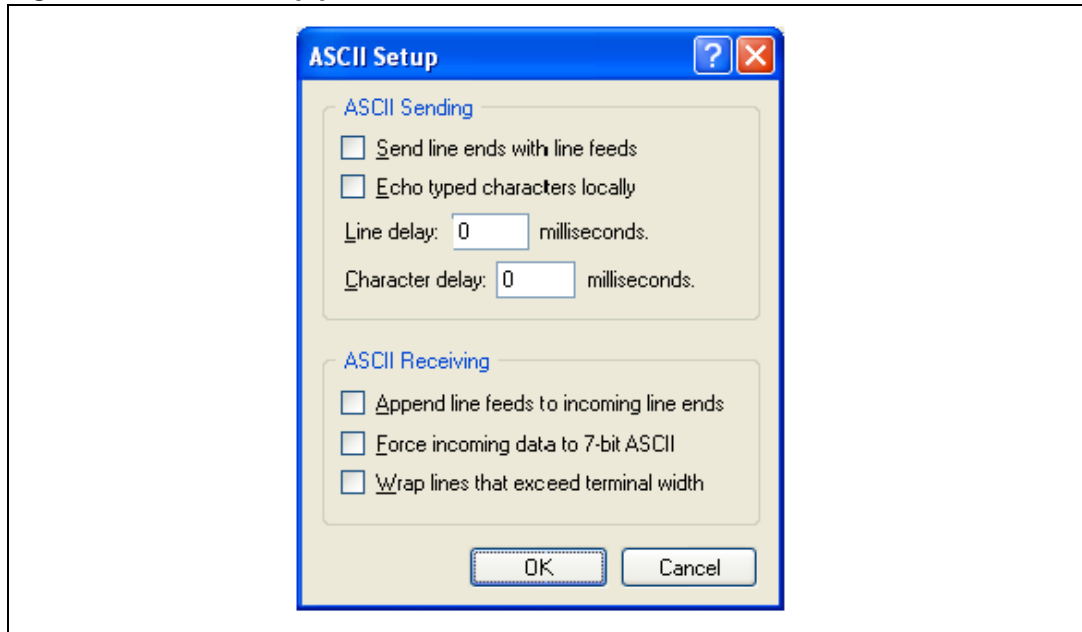 ASCII Setup
ASCII Sending
Send line ends with line feeds
Echo typed characters locally
Line delay: 0 milliseconds.
Character delay: 0 milliseconds.
ASCII Receiving
Append line feeds to incoming line ends
Force incoming data to 7-bit ASCII
Wrap lines that exceed terminal width
OK Cancel